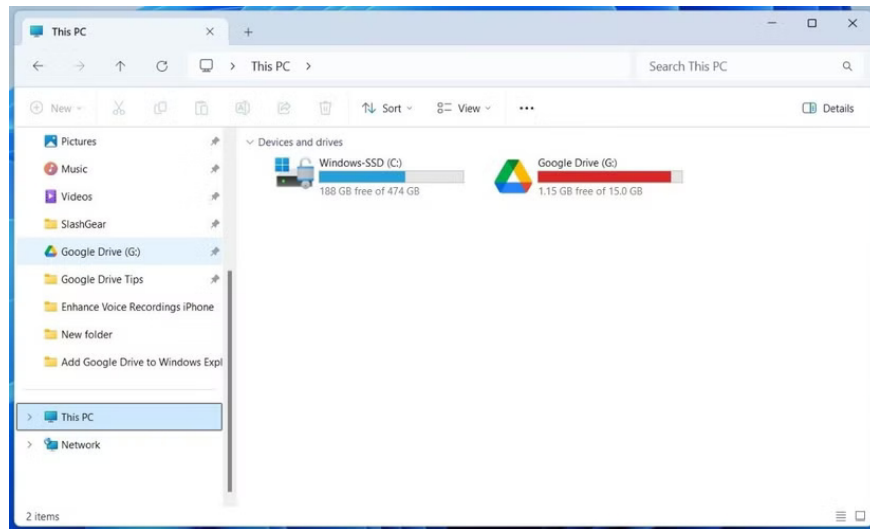 This PC
This PC
Search This PC
New
Sort
View
Details
Pictures
Music
Videos
SlashGear
Google Drive (G:)
Google Drive Tips
Enhance Voice Recordings iPhone
New folder
Add Google Drive to Windows Expl
This PC
Network
Devices and drives
Windows-SSD (C:)
188 GB free of 474 GB
Google Drive (G:)
1.15 GB free of 15.0 GB
2 items